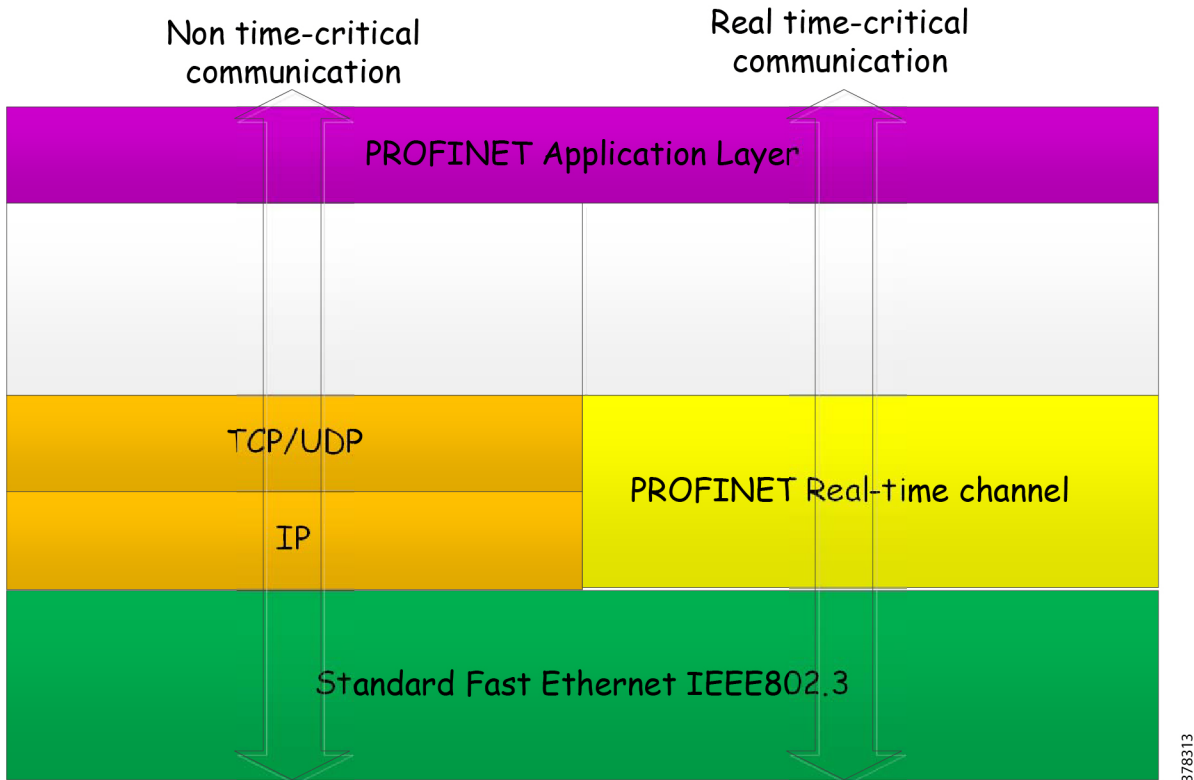 Non time-critical
communication
Real time-critical
communication
PROFINET Application Layer
TCP/UDP
PROFINET Real-time channel
IP
Standard Fast Ethernet IEEE802.3
378313